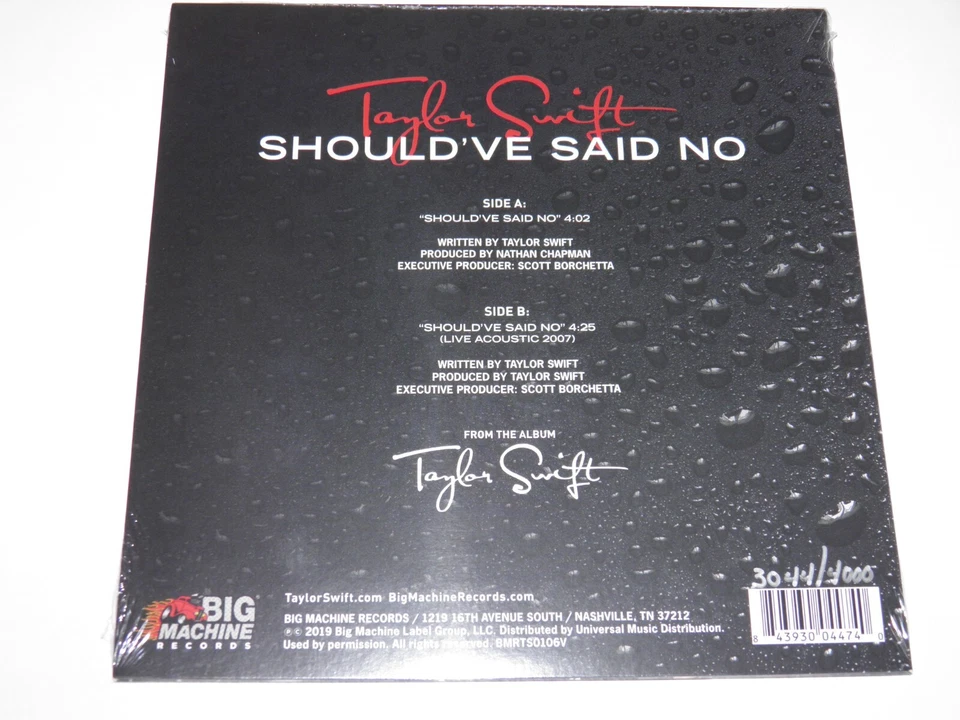 Taylor Swift
SHOULD'VE SAID NO
SIDE A:
"SHOULD'VE SAID NO" 4:02
WRITTEN BY TAYLOR SWIFT
PRODUCED BY NATHAN CHAPMAN
EXECUTIVE PRODUCER: SCOTT BORCHETTA
SIDE B:
"SHOULD'VE SAID NO" 4:25
(LIVE ACOUSTIC 2007)
WRITTEN BY TAYLOR SWIFT
PRODUCED BY TAYLOR SWIFT
EXECUTIVE PRODUCER: SCOTT BORCHETTA
FROM THE ALBUM
Taylor Swift
3044/4000
BIG
MACHINE
RECORDS
TaylorSwift.com BigMachineRecords.com
BIG MACHINE RECORDS / 1219 16TH AVENUE SOUTH / NASHVILLE, TN 37212
℗ © 2019 Big Machine Label Group, LLC. Distributed by Universal Music Distribution.
Used by permission. All rights reserved. BMRTS0106V
8 43930 04474 0